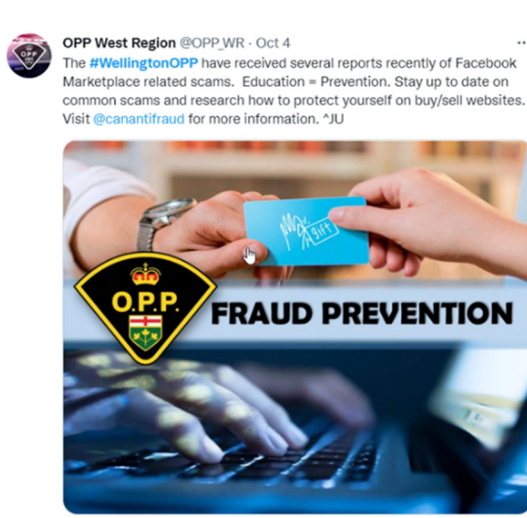 OPP West Region @OPP_WR · Oct 4
The #WellingtonOPP have received several reports recently of Facebook
Marketplace related scams. Education = Prevention. Stay up to date on
common scams and research how to protect yourself on buy/sell websites.
Visit @canantifraud for more information. ^JU
gift
O.P.P.
FRAUD PREVENTION